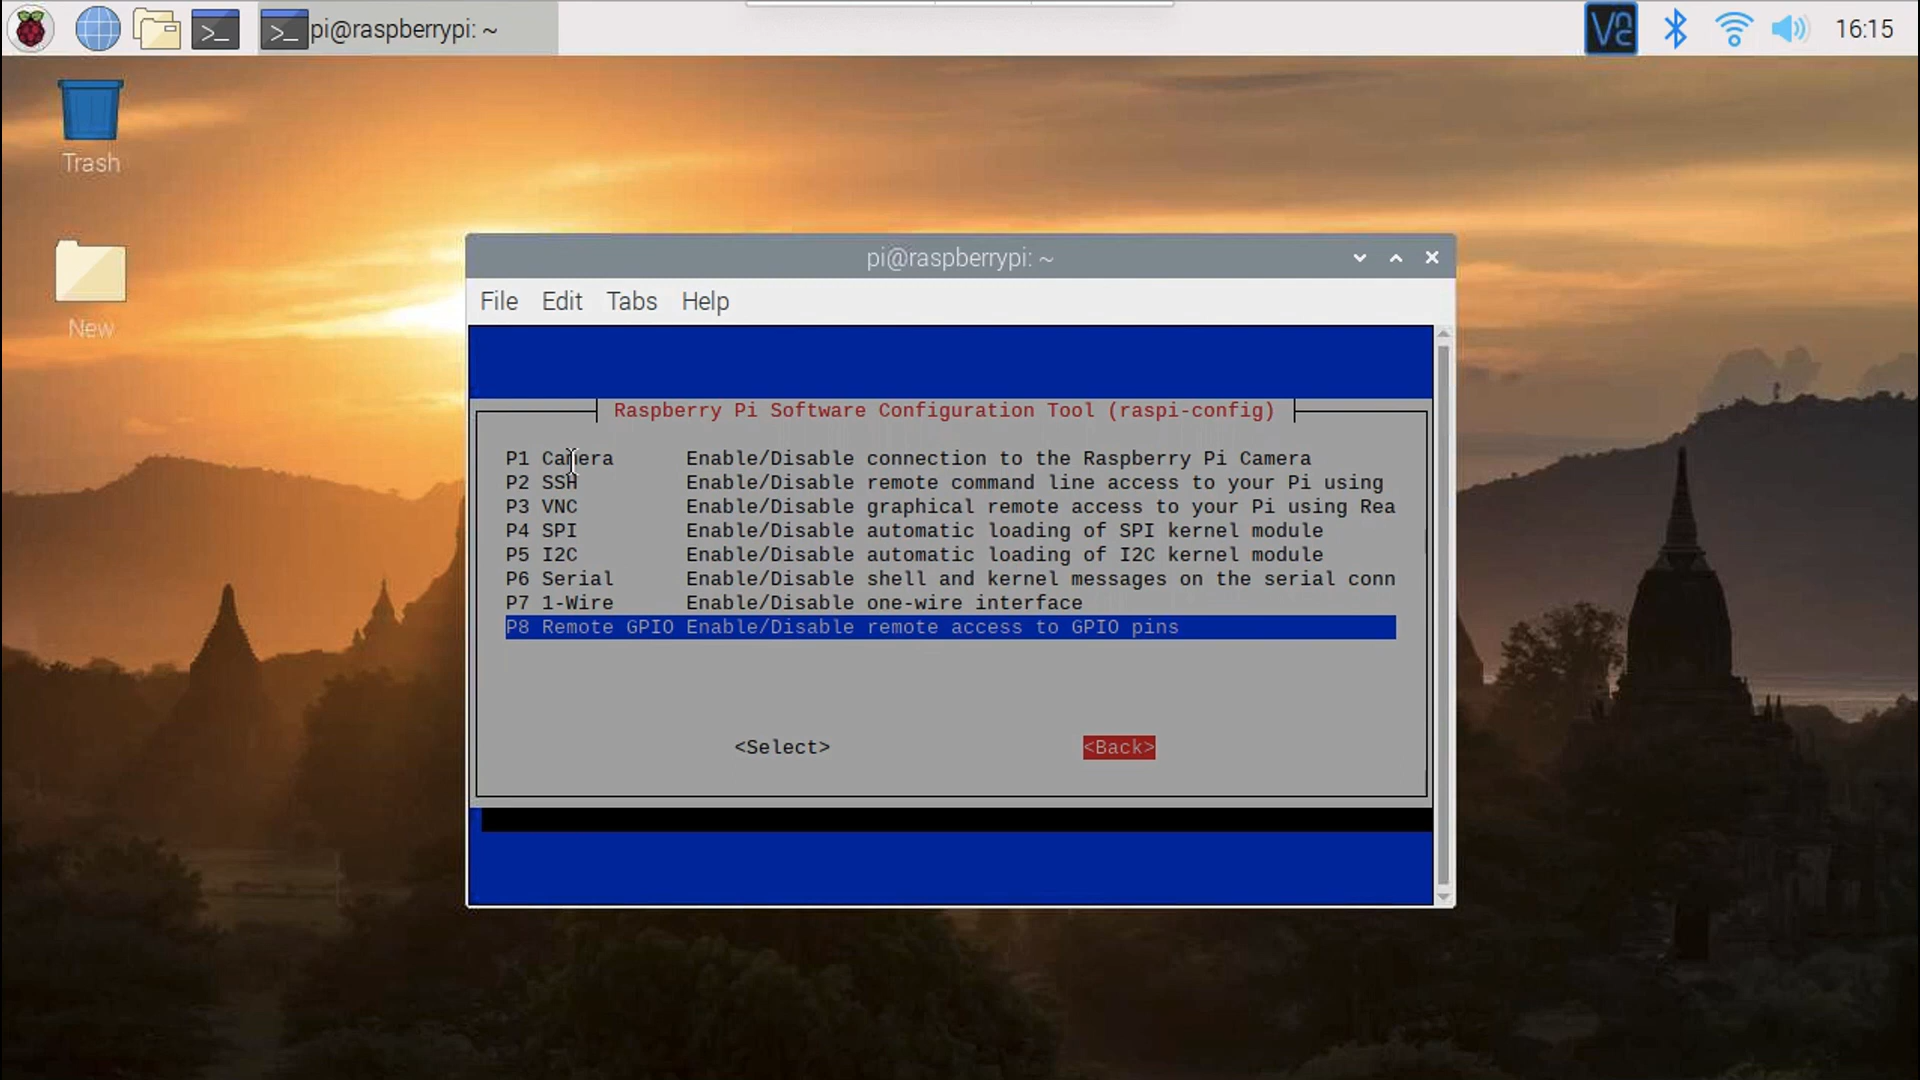 >_
>_ pi@raspberrypi: ~
16:15
Trash
New
pi@raspberrypi: ~
File Edit Tabs Help
Raspberry Pi Software Configuration Tool (raspi-config)
P1 Camera Enable/Disable connection to the Raspberry Pi Camera
P2 SSH Enable/Disable remote command line access to your Pi using
P3 VNC Enable/Disable graphical remote access to your Pi using Rea
P4 SPI Enable/Disable automatic loading of SPI kernel module
P5 I2C Enable/Disable automatic loading of I2C kernel module
P6 Serial Enable/Disable shell and kernel messages on the serial conn
P7 1-Wire Enable/Disable one-wire interface
P8 Remote GPIO Enable/Disable remote access to GPIO pins
<Select> <Back>